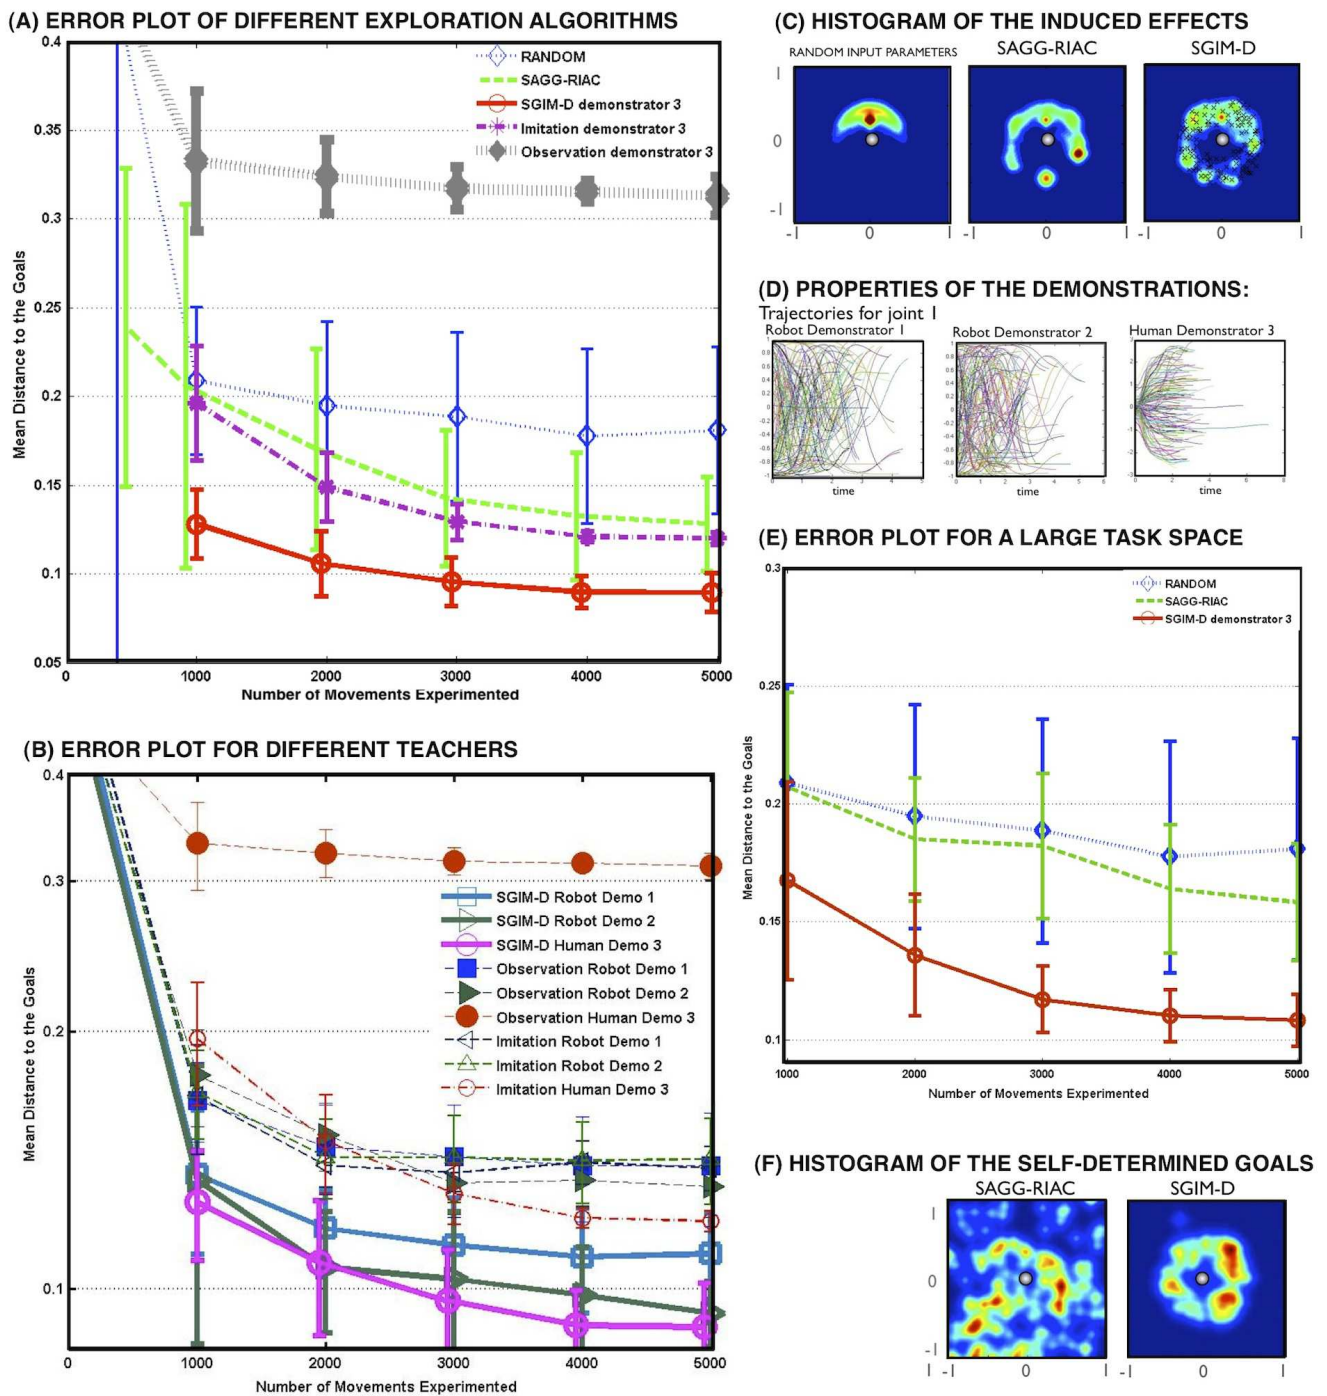 (A) ERROR PLOT OF DIFFERENT EXPLORATION ALGORITHMS
0.4
0.35
0.3
0.25
0.2
0.15
0.1
0.05
Mean Distance to the Goals
RANDOM
SAGG-RIAC
SGIM-D demonstrator 3
Imitation demonstrator 3
Observation demonstrator 3
0 1000 2000 3000 4000 5000
Number of Movements Experimented
(B) ERROR PLOT FOR DIFFERENT TEACHERS
0.4
0.3
0.2
0.1
Mean Distance to the Goals
SGIM-D Robot Demo 1
SGIM-D Robot Demo 2
SGIM-D Human Demo 3
Observation Robot Demo 1
Observation Robot Demo 2
Observation Human Demo 3
Imitation Robot Demo 1
Imitation Robot Demo 2
Imitation Human Demo 3
0 1000 2000 3000 4000 5000
Number of Movements Experimented
(C) HISTOGRAM OF THE INDUCED EFFECTS
RANDOM INPUT PARAMETERS SAGG-RIAC SGIM-D
1
0
-1
-1 0 1 -1 0 1 -1 0 1
(D) PROPERTIES OF THE DEMONSTRATIONS:
Trajectories for joint 1
Robot Demonstrator 1 Robot Demonstrator 2 Human Demonstrator 3
time time time
(E) ERROR PLOT FOR A LARGE TASK SPACE
0.3
0.25
0.2
0.15
0.1
Mean Distance to the Goals
RANDOM
SAGG-RIAC
SGIM-D demonstrator 3
1000 2000 3000 4000 5000
Number of Movements Experimented
(F) HISTOGRAM OF THE SELF-DETERMINED GOALS
SAGG-RIAC SGIM-D
1 1
0 0
-1 -1
0 1 -1 0 1